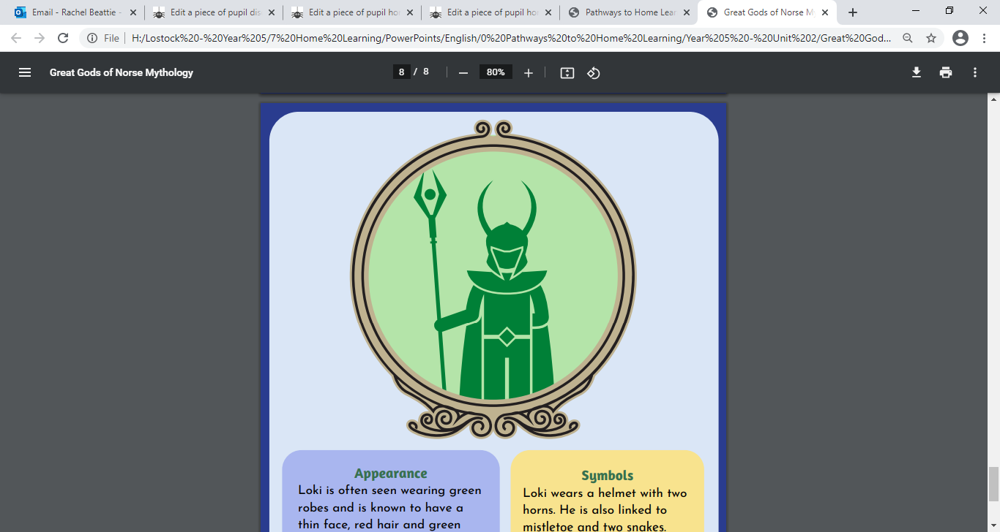 Email - Rachel Beattie -
Edit a piece of pupil dis
Edit a piece of pupil ho
Edit a piece of pupil ho
Pathways to Home Lear
Great Gods of Norse M
File
H:/Lostock%20-%20Year%205/7%20Home%20Learning/PowerPoints/English/0%20Pathways%20to%20Home%20Learning/Year%205%20-%20Unit%202/Great%20God...
Great Gods of Norse Mythology
8 / 8
80%
Appearance
Loki is often seen wearing green
robes and is known to have a
thin face, red hair and green
Symbols
Loki wears a helmet with two
horns. He is also linked to
mistletoe and two snakes.